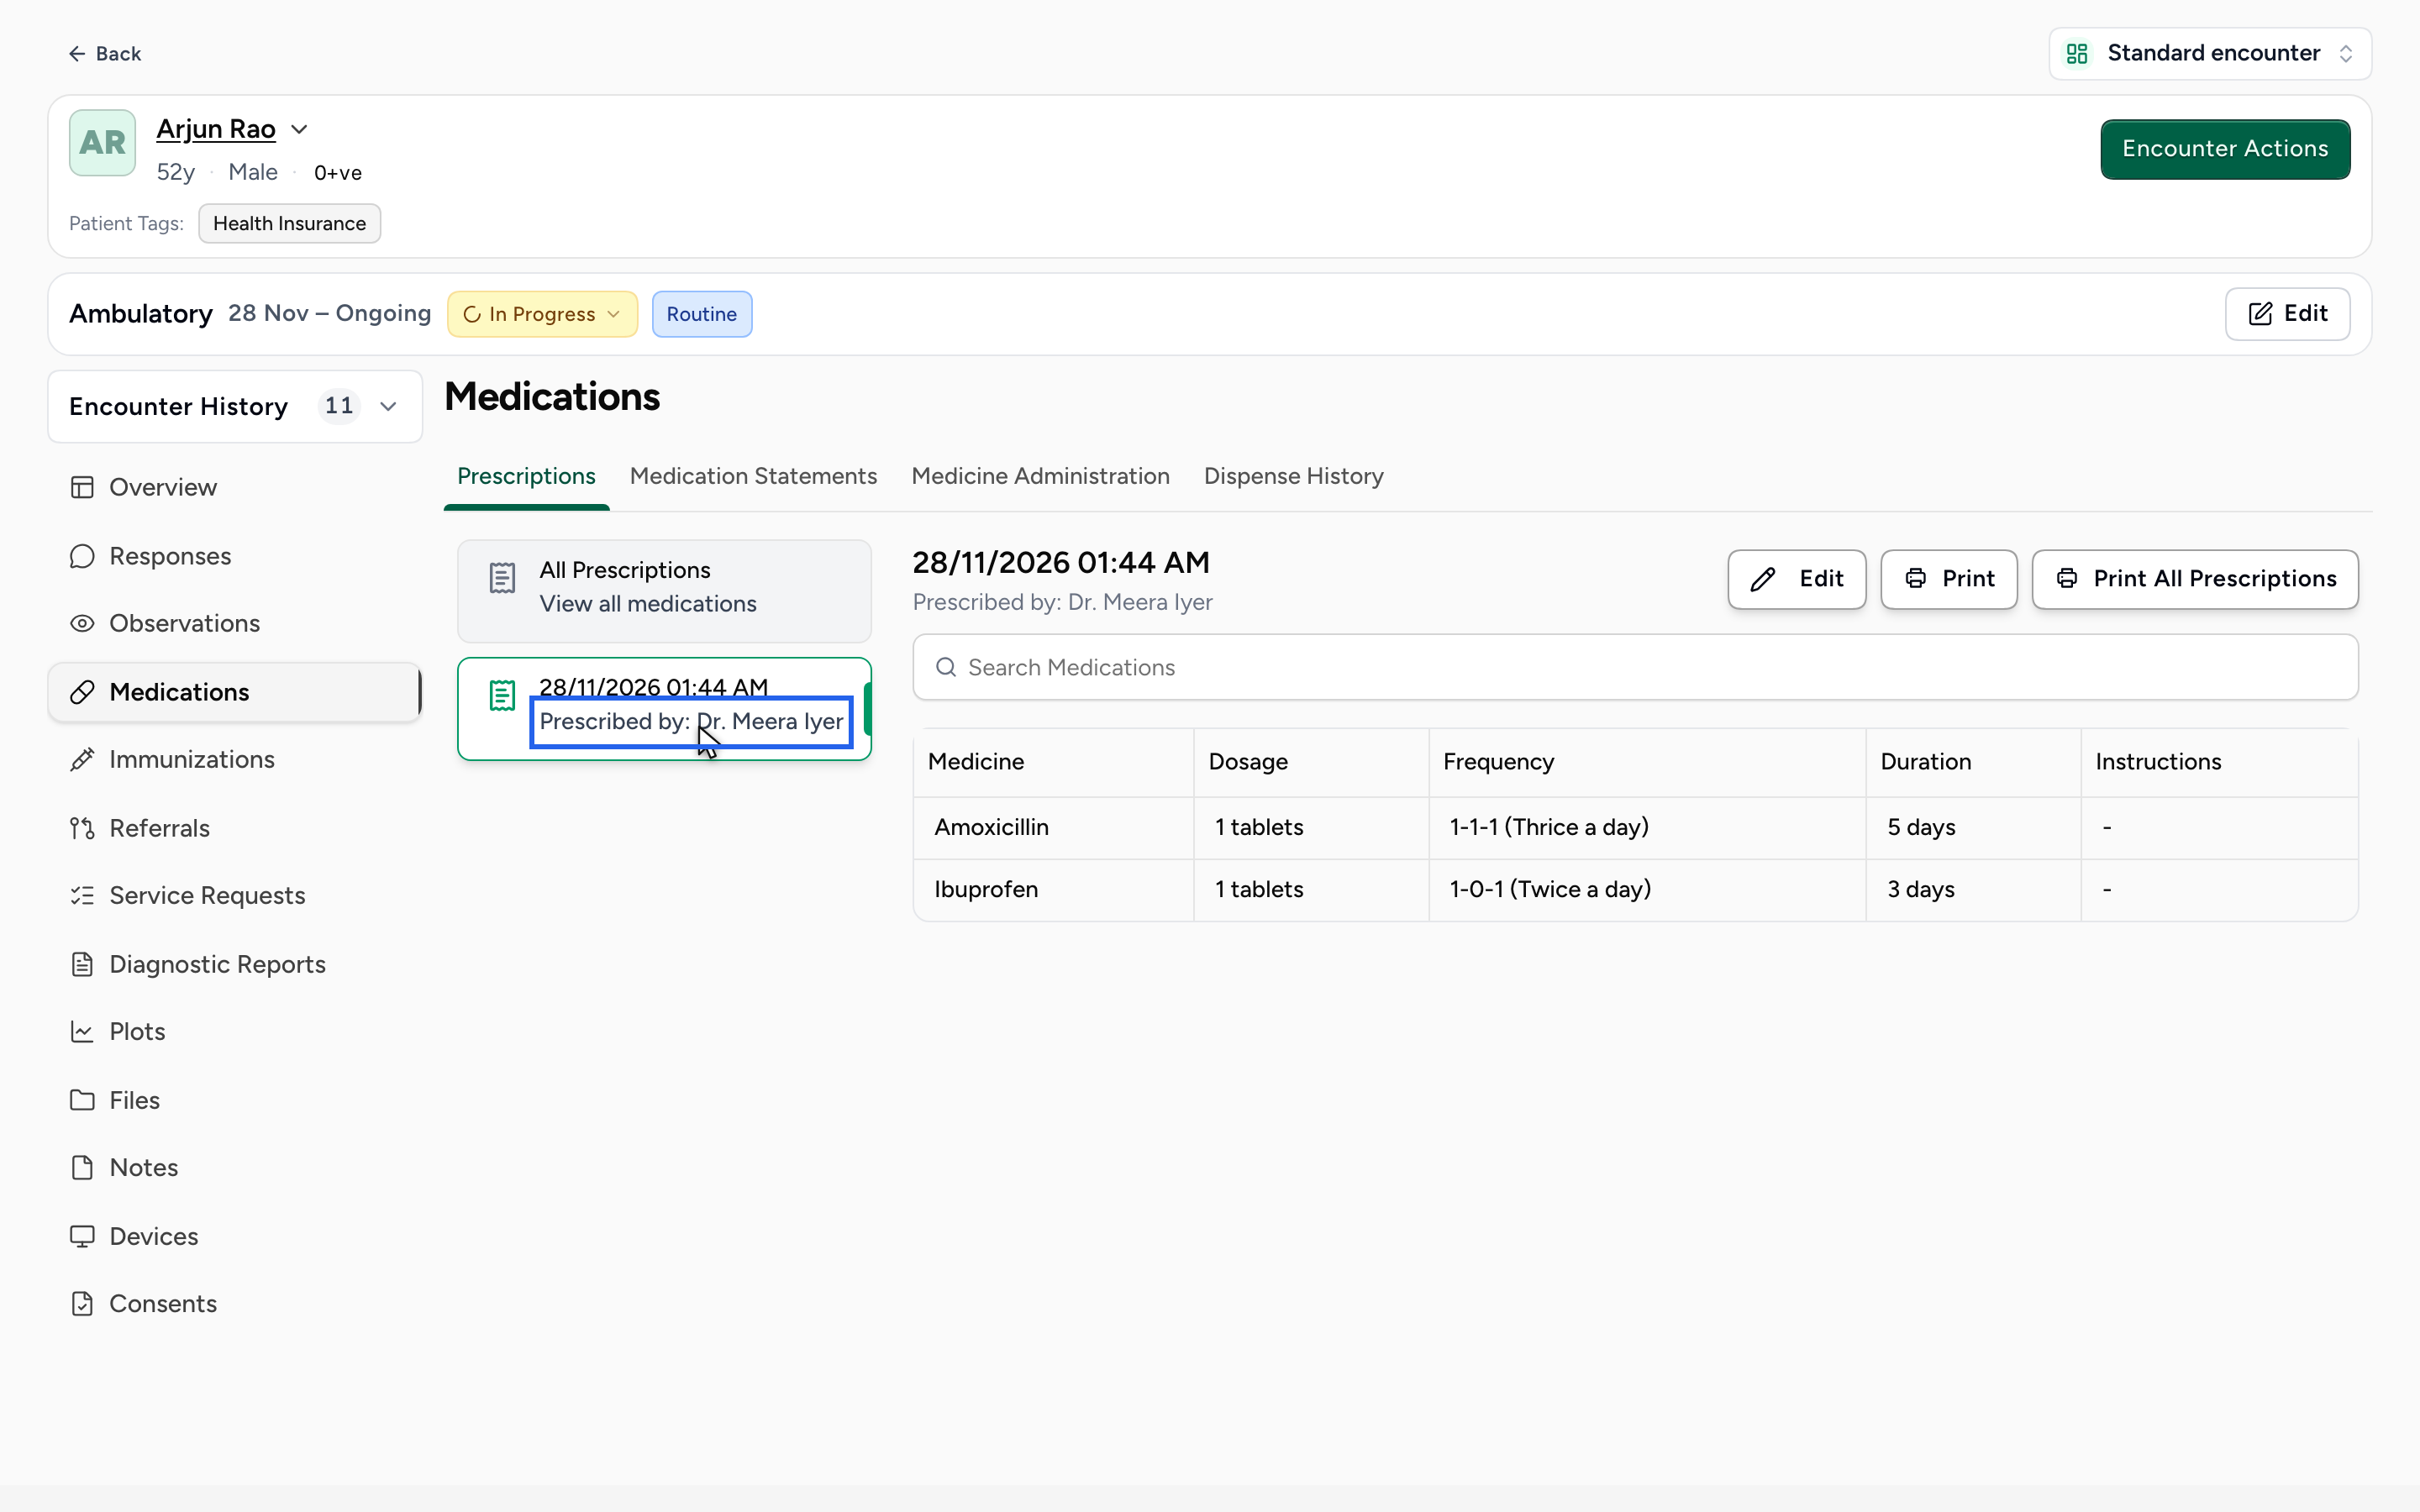 Back
Standard encounter
AR
Arjun Rao
52y · Male · 0+ve
Encounter Actions
Patient Tags: Health Insurance
Ambulatory 28 Nov – Ongoing In Progress Routine
Edit
Encounter History 11
Overview
Responses
Observations
Medications
Immunizations
Referrals
Service Requests
Diagnostic Reports
Plots
Files
Notes
Devices
Consents
Medications
Prescriptions Medication Statements Medicine Administration Dispense History
All Prescriptions
View all medications
28/11/2026 01:44 AM
Prescribed by: Dr. Meera Iyer
28/11/2026 01:44 AM
Prescribed by: Dr. Meera Iyer
Edit Print Print All Prescriptions
Search Medications
Medicine Dosage Frequency Duration Instructions
Amoxicillin 1 tablets 1-1-1 (Thrice a day) 5 days -
Ibuprofen 1 tablets 1-0-1 (Twice a day) 3 days -